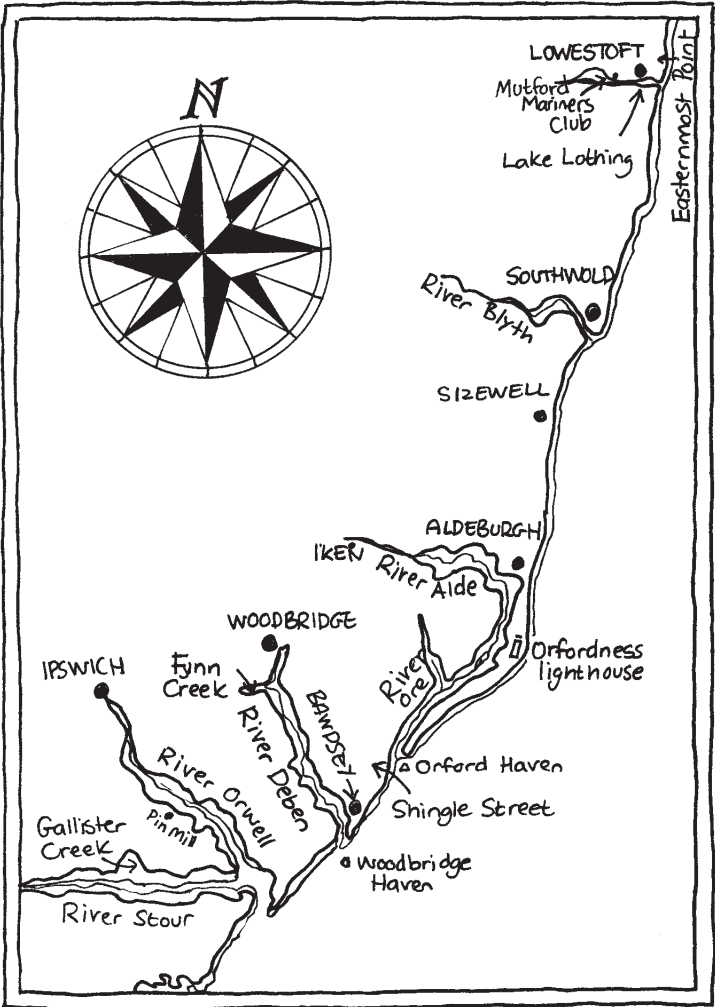 N
LOWESTOFT
Mutford
Mariners
Club
Lake Lothing
Easternmost Point
SOUTHWOLD
River Blyth
SIZEWELL
ALDEBURGH
IKEN
River Alde
WOODBRIDGE
Orfordness
lighthouse
IPSWICH
Fynn
Creek
River
Ore
BAWDSEY
River Deben
River Orwell
Orford Haven
Shingle Street
Pinmill
Gallister
Creek
Woodbridge
Haven
River Stour